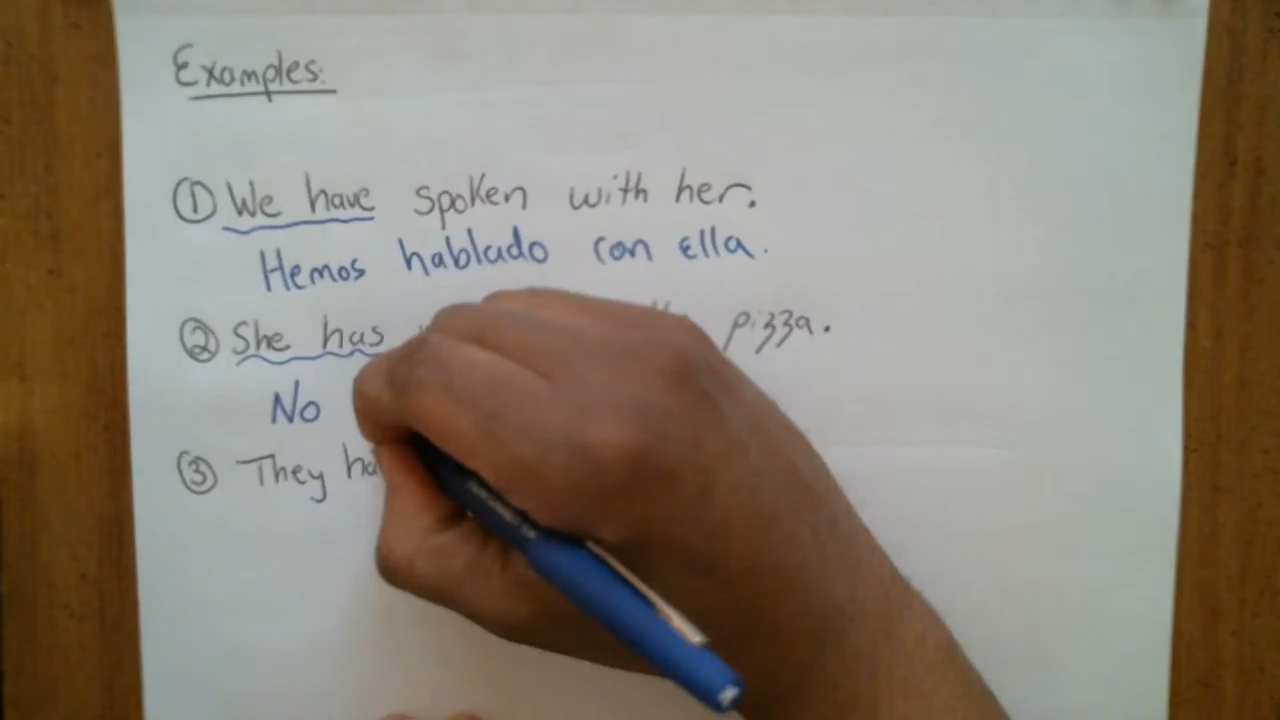 Examples:
① We have spoken with her.
Hemos hablado con ella.
② She has pizza.
No
③ They